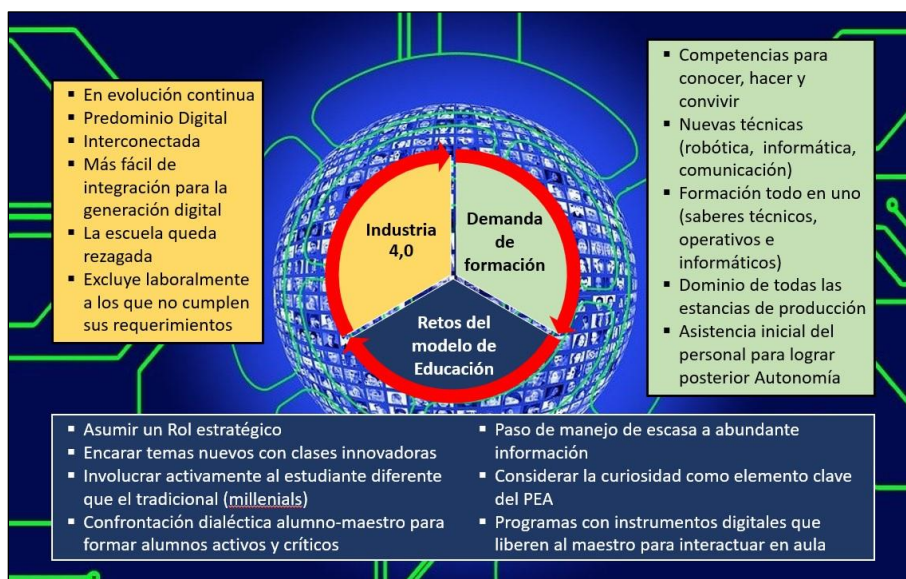 ▪ En evolución continua
▪ Predominio Digital
▪ Interconectada
▪ Más fácil de
integración para la
generación digital
▪ La escuela queda
rezagada
▪ Excluye laboralmente
a los que no cumplen
sus requerimientos
Industria
4,0
Demanda
de
formación
Retos del
modelo de
Educación
▪ Competencias para
conocer, hacer y
convivir
▪ Nuevas técnicas
(robótica, informática,
comunicación)
▪ Formación todo en uno
(saberes técnicos,
operativos e
informáticos)
▪ Dominio de todas las
estancias de producción
▪ Asistencia inicial del
personal para lograr
posterior Autonomía
▪ Asumir un Rol estratégico
▪ Encarar temas nuevos con clases innovadoras
▪ Involucrar activamente al estudiante diferente
que el tradicional (millenials)
▪ Confrontación dialéctica alumno-maestro para
formar alumnos activos y críticos
▪ Paso de manejo de escasa a abundante
información
▪ Considerar la curiosidad como elemento clave
del PEA
▪ Programas con instrumentos digitales que
liberen al maestro para interactuar en aula